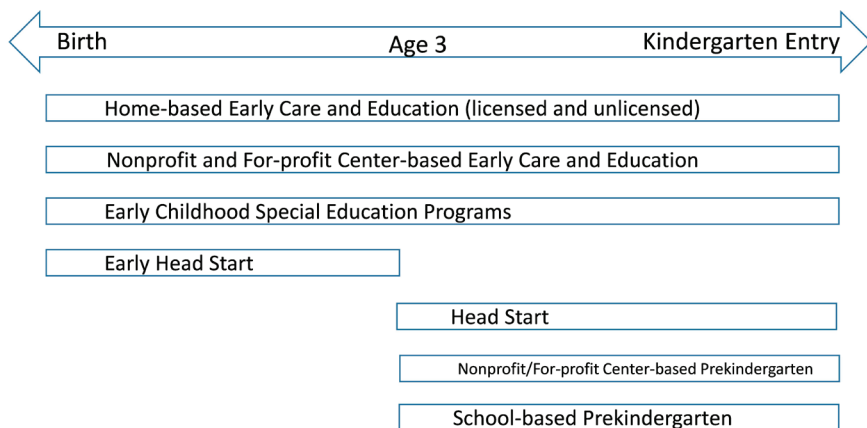 Birth Age 3 Kindergarten Entry
Home-based Early Care and Education (licensed and unlicensed)
Nonprofit and For-profit Center-based Early Care and Education
Early Childhood Special Education Programs
Early Head Start
Head Start
Nonprofit/For-profit Center-based Prekindergarten
School-based Prekindergarten